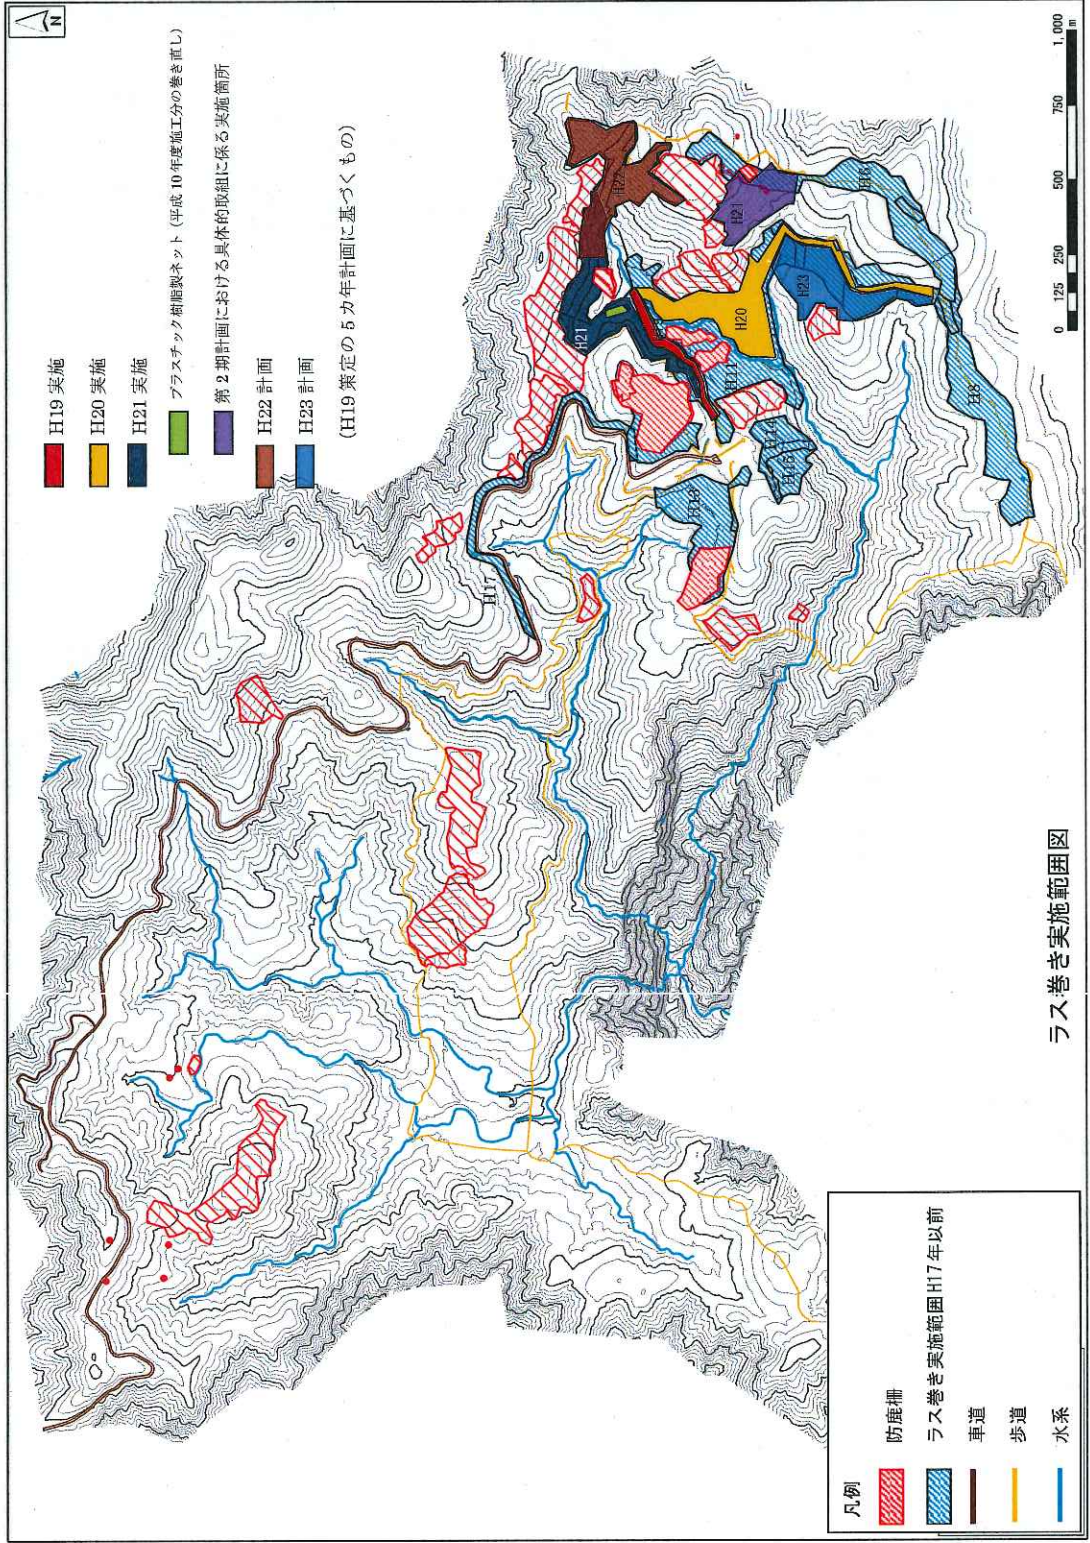 N
H19 実施
H20 実施
H21 実施
プラスチック樹脂製ネット (平成 10 年度施工分の巻き直し)
第 2 期計画における具体的取組に係る実施箇所
H22 計画
H23 計画
(H19 策定の 5 カ年計画に基づくもの)
H22
H21
H21
H20
H23
H11
H8
H17
0 125 250 500 750 1,000
m
ラス巻き実施範囲図
凡例
防鹿柵
ラス巻き実施範囲H17年以前
車道
歩道
水系